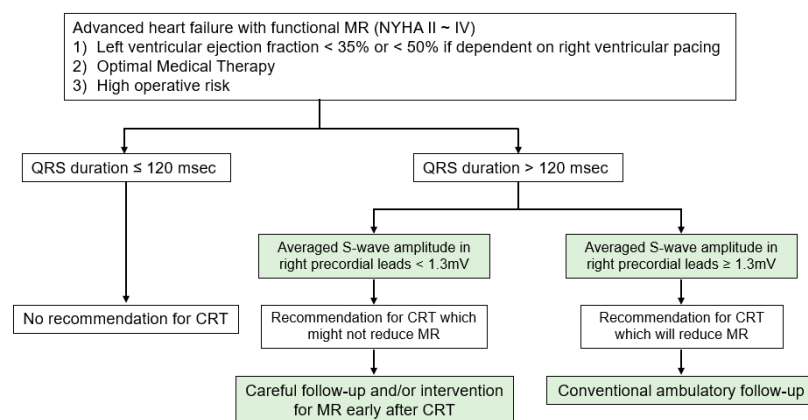 Advanced heart failure with functional MR (NYHA II ~ IV)
1) Left ventricular ejection fraction < 35% or < 50% if dependent on right ventricular pacing
2) Optimal Medical Therapy
3) High operative risk
QRS duration ≤ 120 msec
QRS duration > 120 msec
Averaged S-wave amplitude in
right precordial leads < 1.3mV
Averaged S-wave amplitude in
right precordial leads ≥ 1.3mV
No recommendation for CRT
Recommendation for CRT which
might not reduce MR
Recommendation for CRT
which will reduce MR
Careful follow-up and/or intervention
for MR early after CRT
Conventional ambulatory follow-up